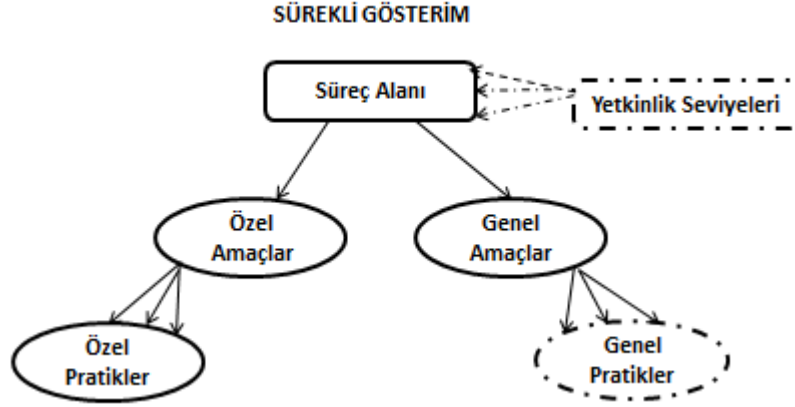 SÜREKLİ GÖSTERİM
Süreç Alanı
Yetkinlik Seviyeleri
Özel
Amaçlar
Genel
Amaçlar
Özel
Pratikler
Genel
Pratikler